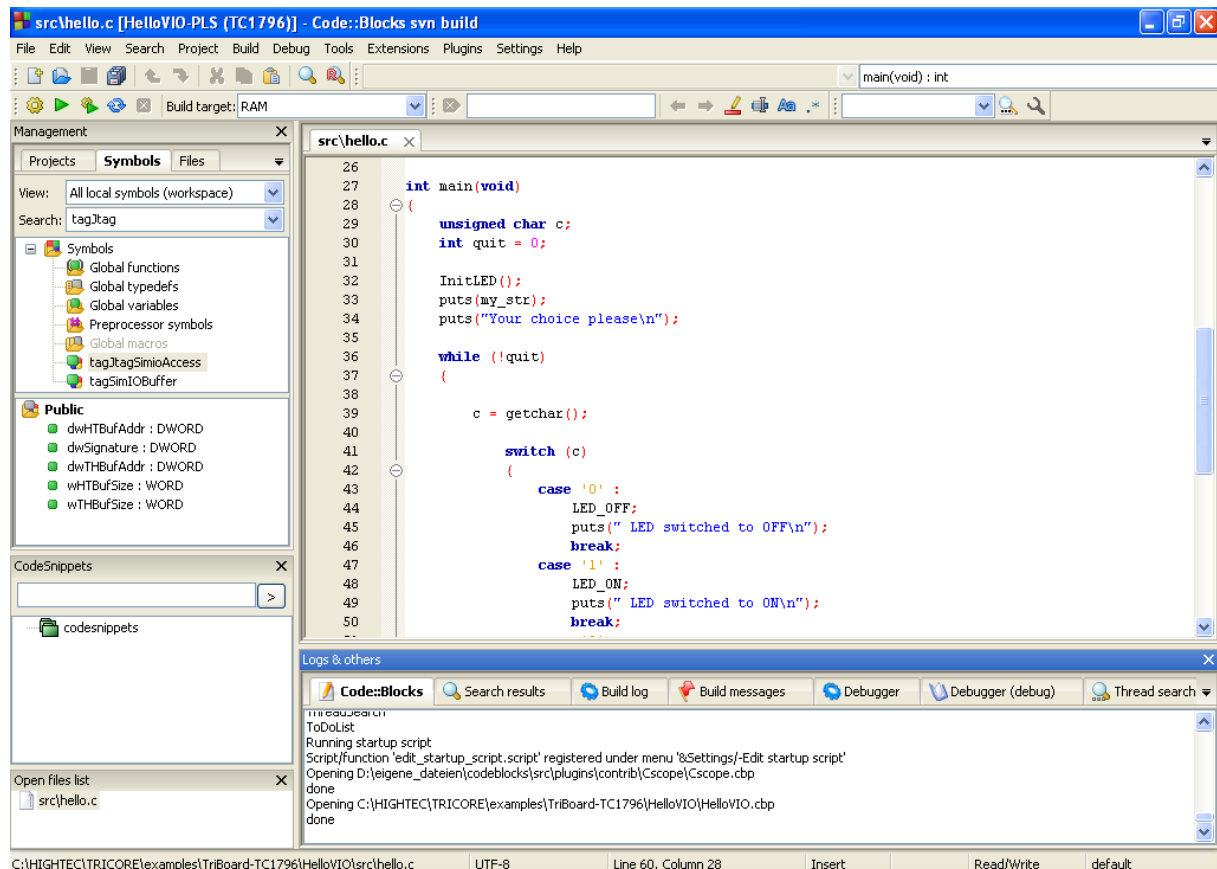 src\hello.c [HelloVIO-PLS (TC1796)] - Code::Blocks svn build
File Edit View Search Project Build Debug Tools Extensions Plugins Settings Help
main(void) : int
Build target: RAM
Management
Projects Symbols Files
View: All local symbols (workspace)
Search: tagJtag
Symbols
Global functions
Global typedefs
Global variables
Preprocessor symbols
Global macros
tagJtagSimioAccess
tagSimIOBuffer
Public
dwHTBufAddr : DWORD
dwSignature : DWORD
dwTHBufAddr : DWORD
wHTBufSize : WORD
wTHBufSize : WORD
CodeSnippets
>
codesnippets
Open files list
src\hello.c
src\hello.c
26
27 int main(void)
28 {
29 unsigned char c;
30 int quit = 0;
31
32 InitLED();
33 puts(my_str);
34 puts("Your choice please\n");
35
36 while (!quit)
37 {
38
39 c = getchar();
40
41 switch (c)
42 {
43 case '0' :
44 LED_OFF;
45 puts(" LED switched to OFF\n");
46 break;
47 case '1' :
48 LED_ON;
49 puts(" LED switched to ON\n");
50 break;
Logs & others
Code::Blocks Search results Build log Build messages Debugger Debugger (debug) Thread search
ThreadSearch
ToDoList
Running startup script
Script/function 'edit_startup_script.script' registered under menu '&Settings/-Edit startup script'
Opening D:\eigene_dateien\codeblocks\src\plugins\contrib\Cscope\Cscope.cbp
done
Opening C:\HIGHTEC\TRICORE\examples\TriBoard-TC1796\HelloVIO\HelloVIO.cbp
done
C:\HIGHTEC\TRICORE\examples\TriBoard-TC1796\HelloVIO\src\hello.c UTF-8 Line 60, Column 28 Insert Read/Write default